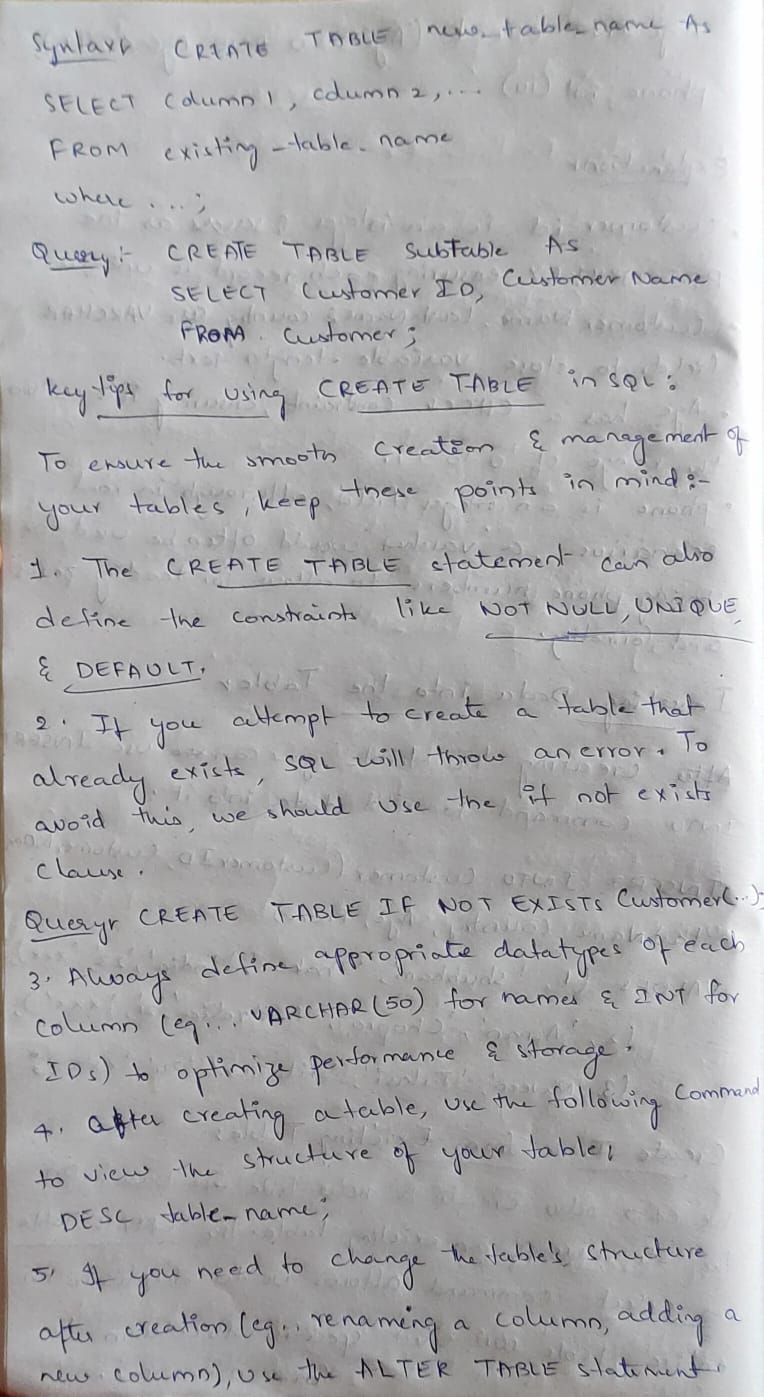 Syntax:- CREATE TABLE new_table_name As
SELECT column 1, column 2,...
FROM existing_table_name
where ...;
Query:- CREATE TABLE SubTable As
SELECT Customer ID, Customer Name
FROM Customer;
key tips for using CREATE TABLE in SQL:
To ensure the smooth creation & management of
your tables, keep these points in mind:-
1. The CREATE TABLE statement can also
define the constraints like NOT NULL, UNIQUE,
& DEFAULT.
2. If you attempt to create a table that
already exists, SQL will throw an error. To
avoid this, we should use the if not exists
clause.
Query:- CREATE TABLE IF NOT EXISTS Customer(...);
3. Always define appropriate datatypes of each
column (eg... VARCHAR(50) for names & INT for
IDs) to optimize performance & storage.
4. after creating a table, use the following Command
to view the structure of your table:
DESC table_name;
5. If you need to change the table's structure
after creation (eg.. renaming a column, adding a
new column), use the ALTER TABLE statement.